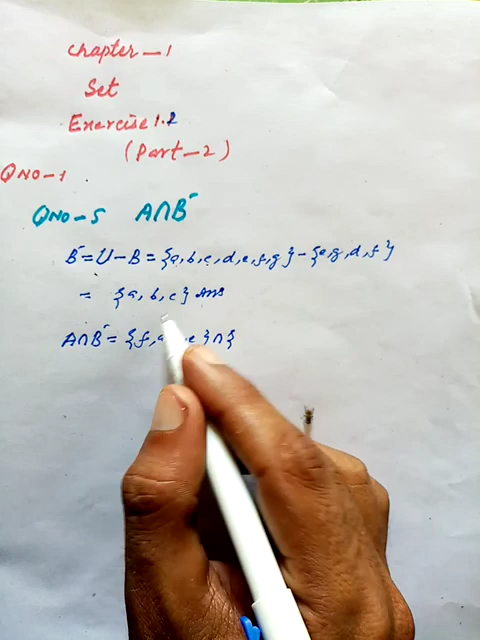 Chapter-1
Set
Exercise 1.2
(Part-2)
QNO-1
QNO-5 A∩B'
B'=U-B={a,b,c,d,e,f,g}-{e,g,d,f}
= {a,b,c} Ans
A∩B'={f,a
e}∩{